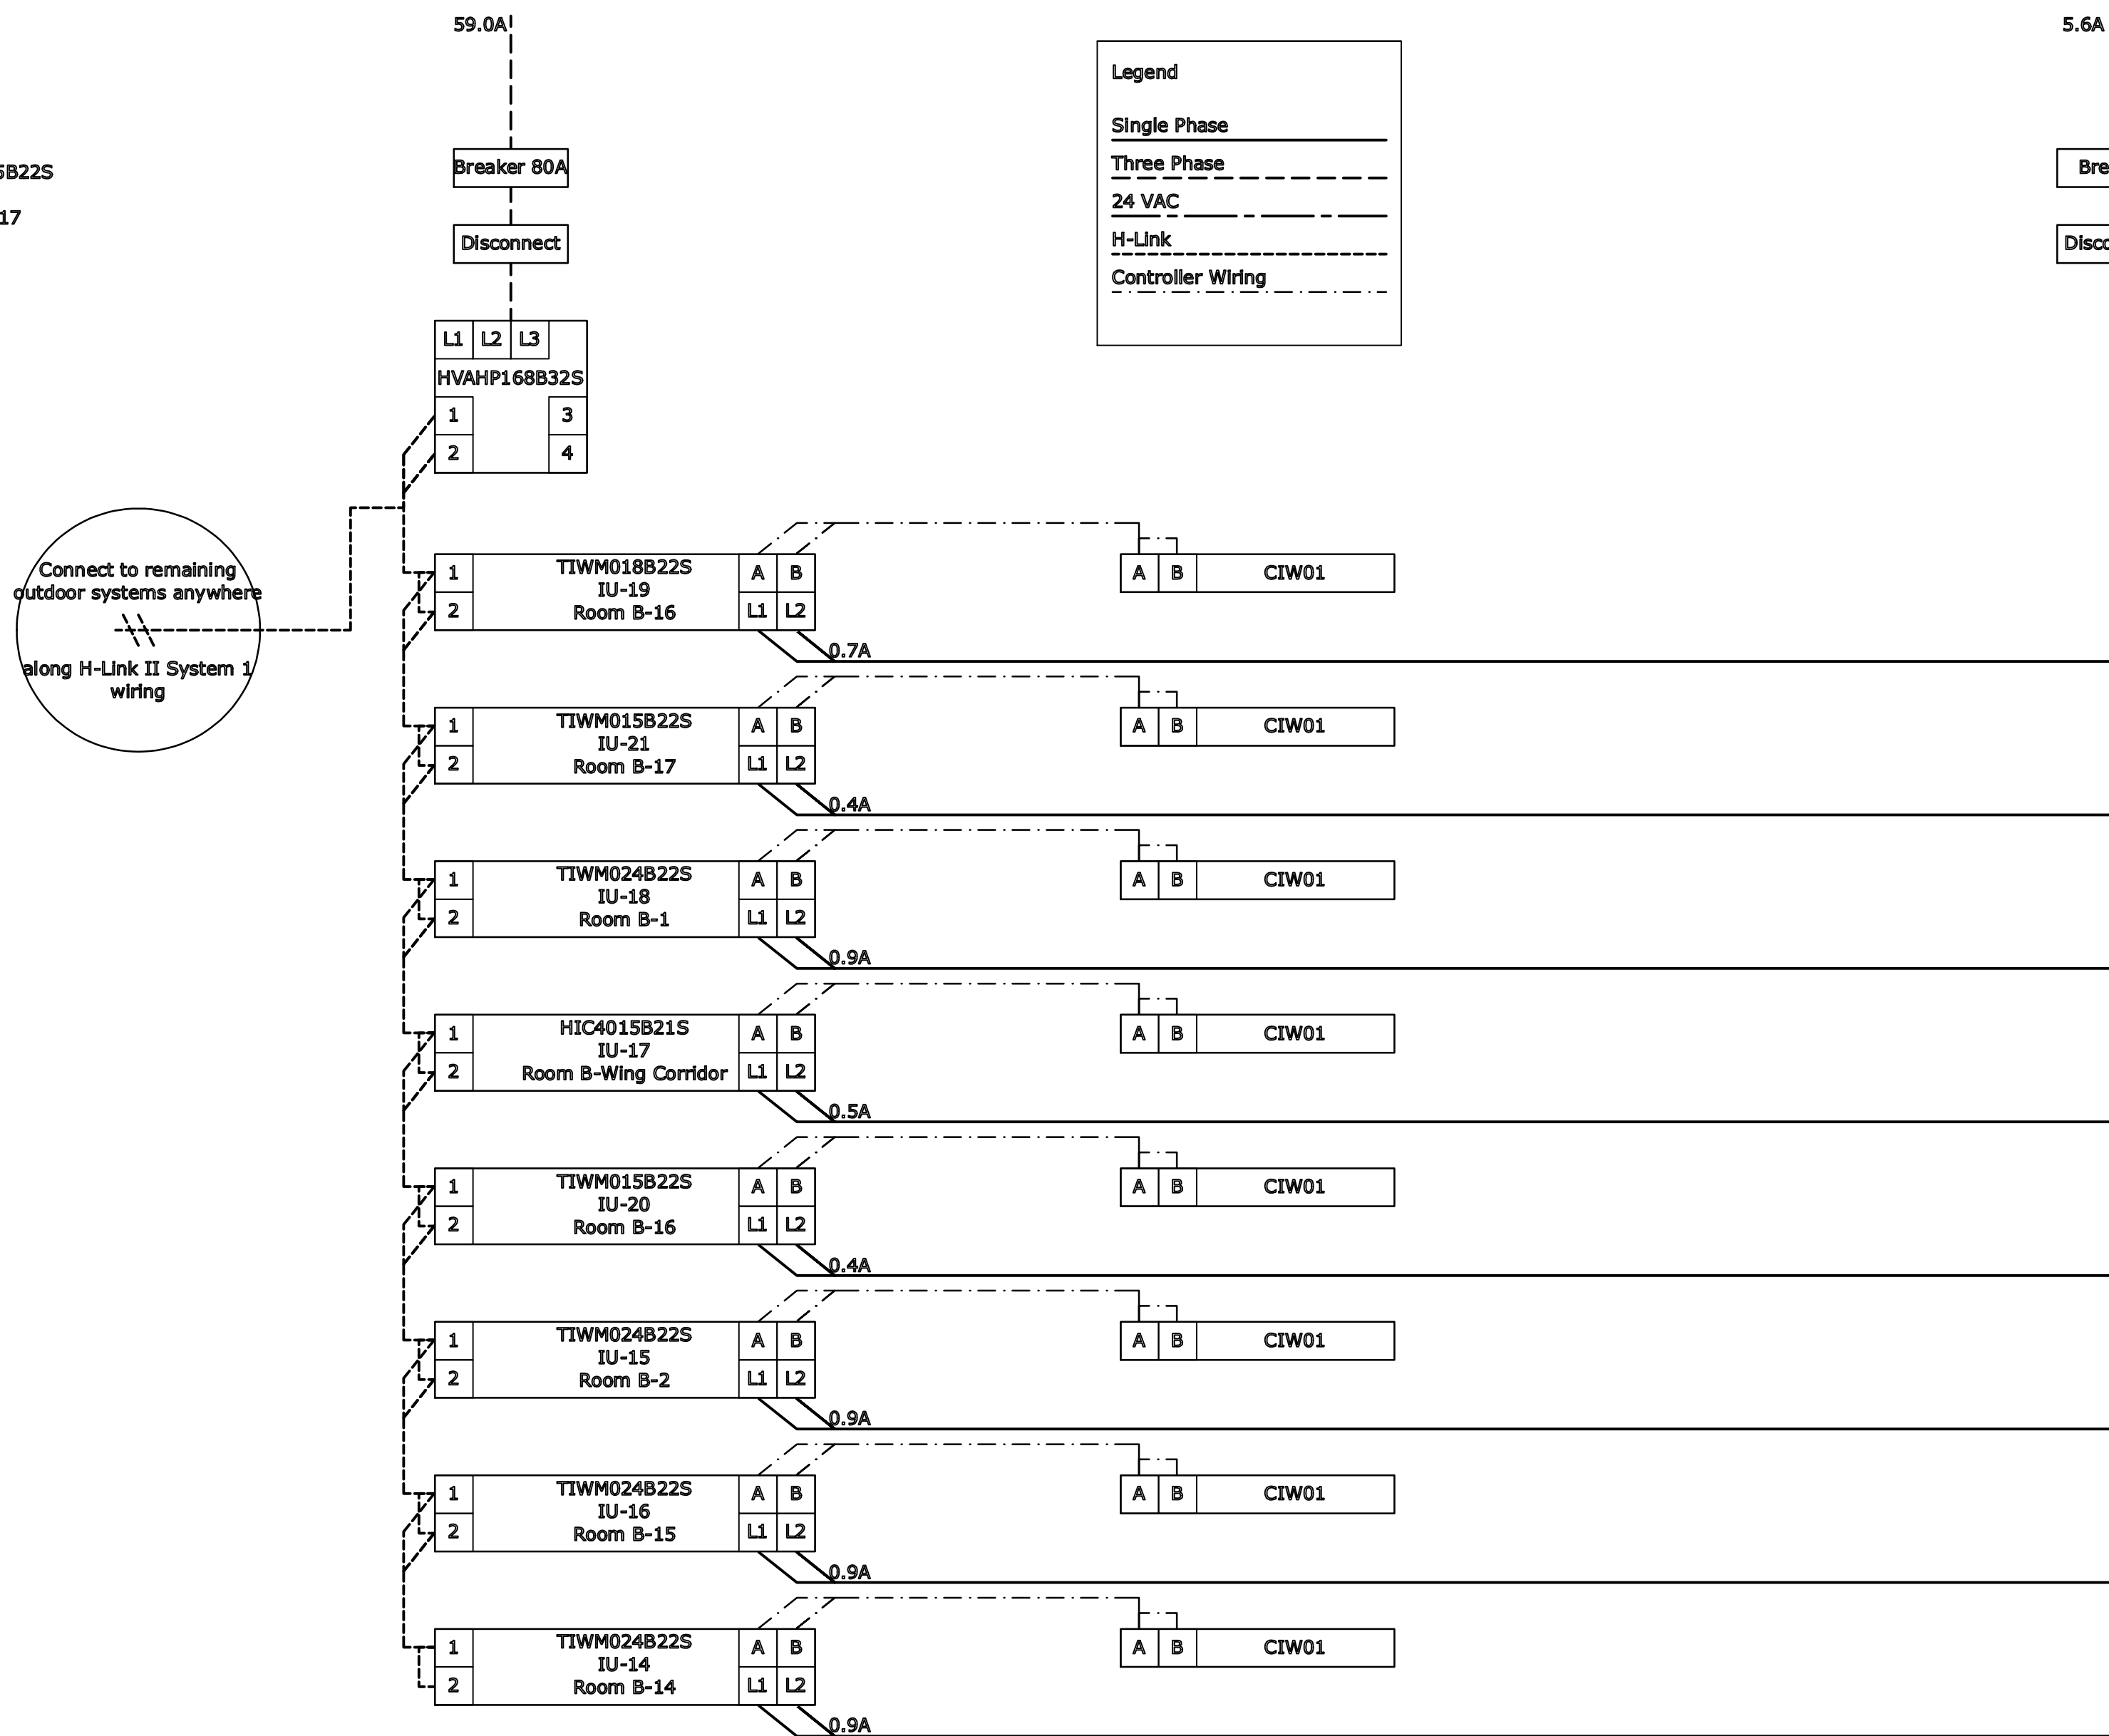 59.0A
5.6A
Legend
Single Phase
Three Phase
24 VAC
H-Link
Controller Wiring
5B22S
17
Breaker 80A
Bre
Disconnect
Disco
L1 L2 L3
HVAHP168B32S
1 3
2 4
Connect to remaining
outdoor systems anywhere
along H-Link II System 1
wiring
1 TIWM018B22S A B
IU-19
2 Room B-16 L1 L2
A B CIW01
0.7A
1 TIWM015B22S A B
IU-21
2 Room B-17 L1 L2
A B CIW01
0.4A
1 TIWM024B22S A B
IU-18
2 Room B-1 L1 L2
A B CIW01
0.9A
1 HIC4015B21S A B
IU-17
2 Room B-Wing Corridor L1 L2
A B CIW01
0.5A
1 TIWM015B22S A B
IU-20
2 Room B-16 L1 L2
A B CIW01
0.4A
1 TIWM024B22S A B
IU-15
2 Room B-2 L1 L2
A B CIW01
0.9A
1 TIWM024B22S A B
IU-16
2 Room B-15 L1 L2
A B CIW01
0.9A
1 TIWM024B22S A B
IU-14
2 Room B-14 L1 L2
A B CIW01
0.9A